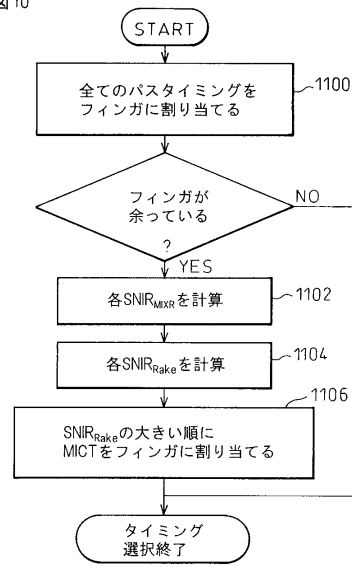 図10
START
全てのパスタイミングを
フィンガに割り当てる
1100
フィンガが
余っている
?
NO
YES
各SNIRMIXRを計算
1102
各SNIRRakeを計算
1104
1106
SNIRRakeの大きい順に
MICTをフィンガに割り当てる
タイミング
選択終了